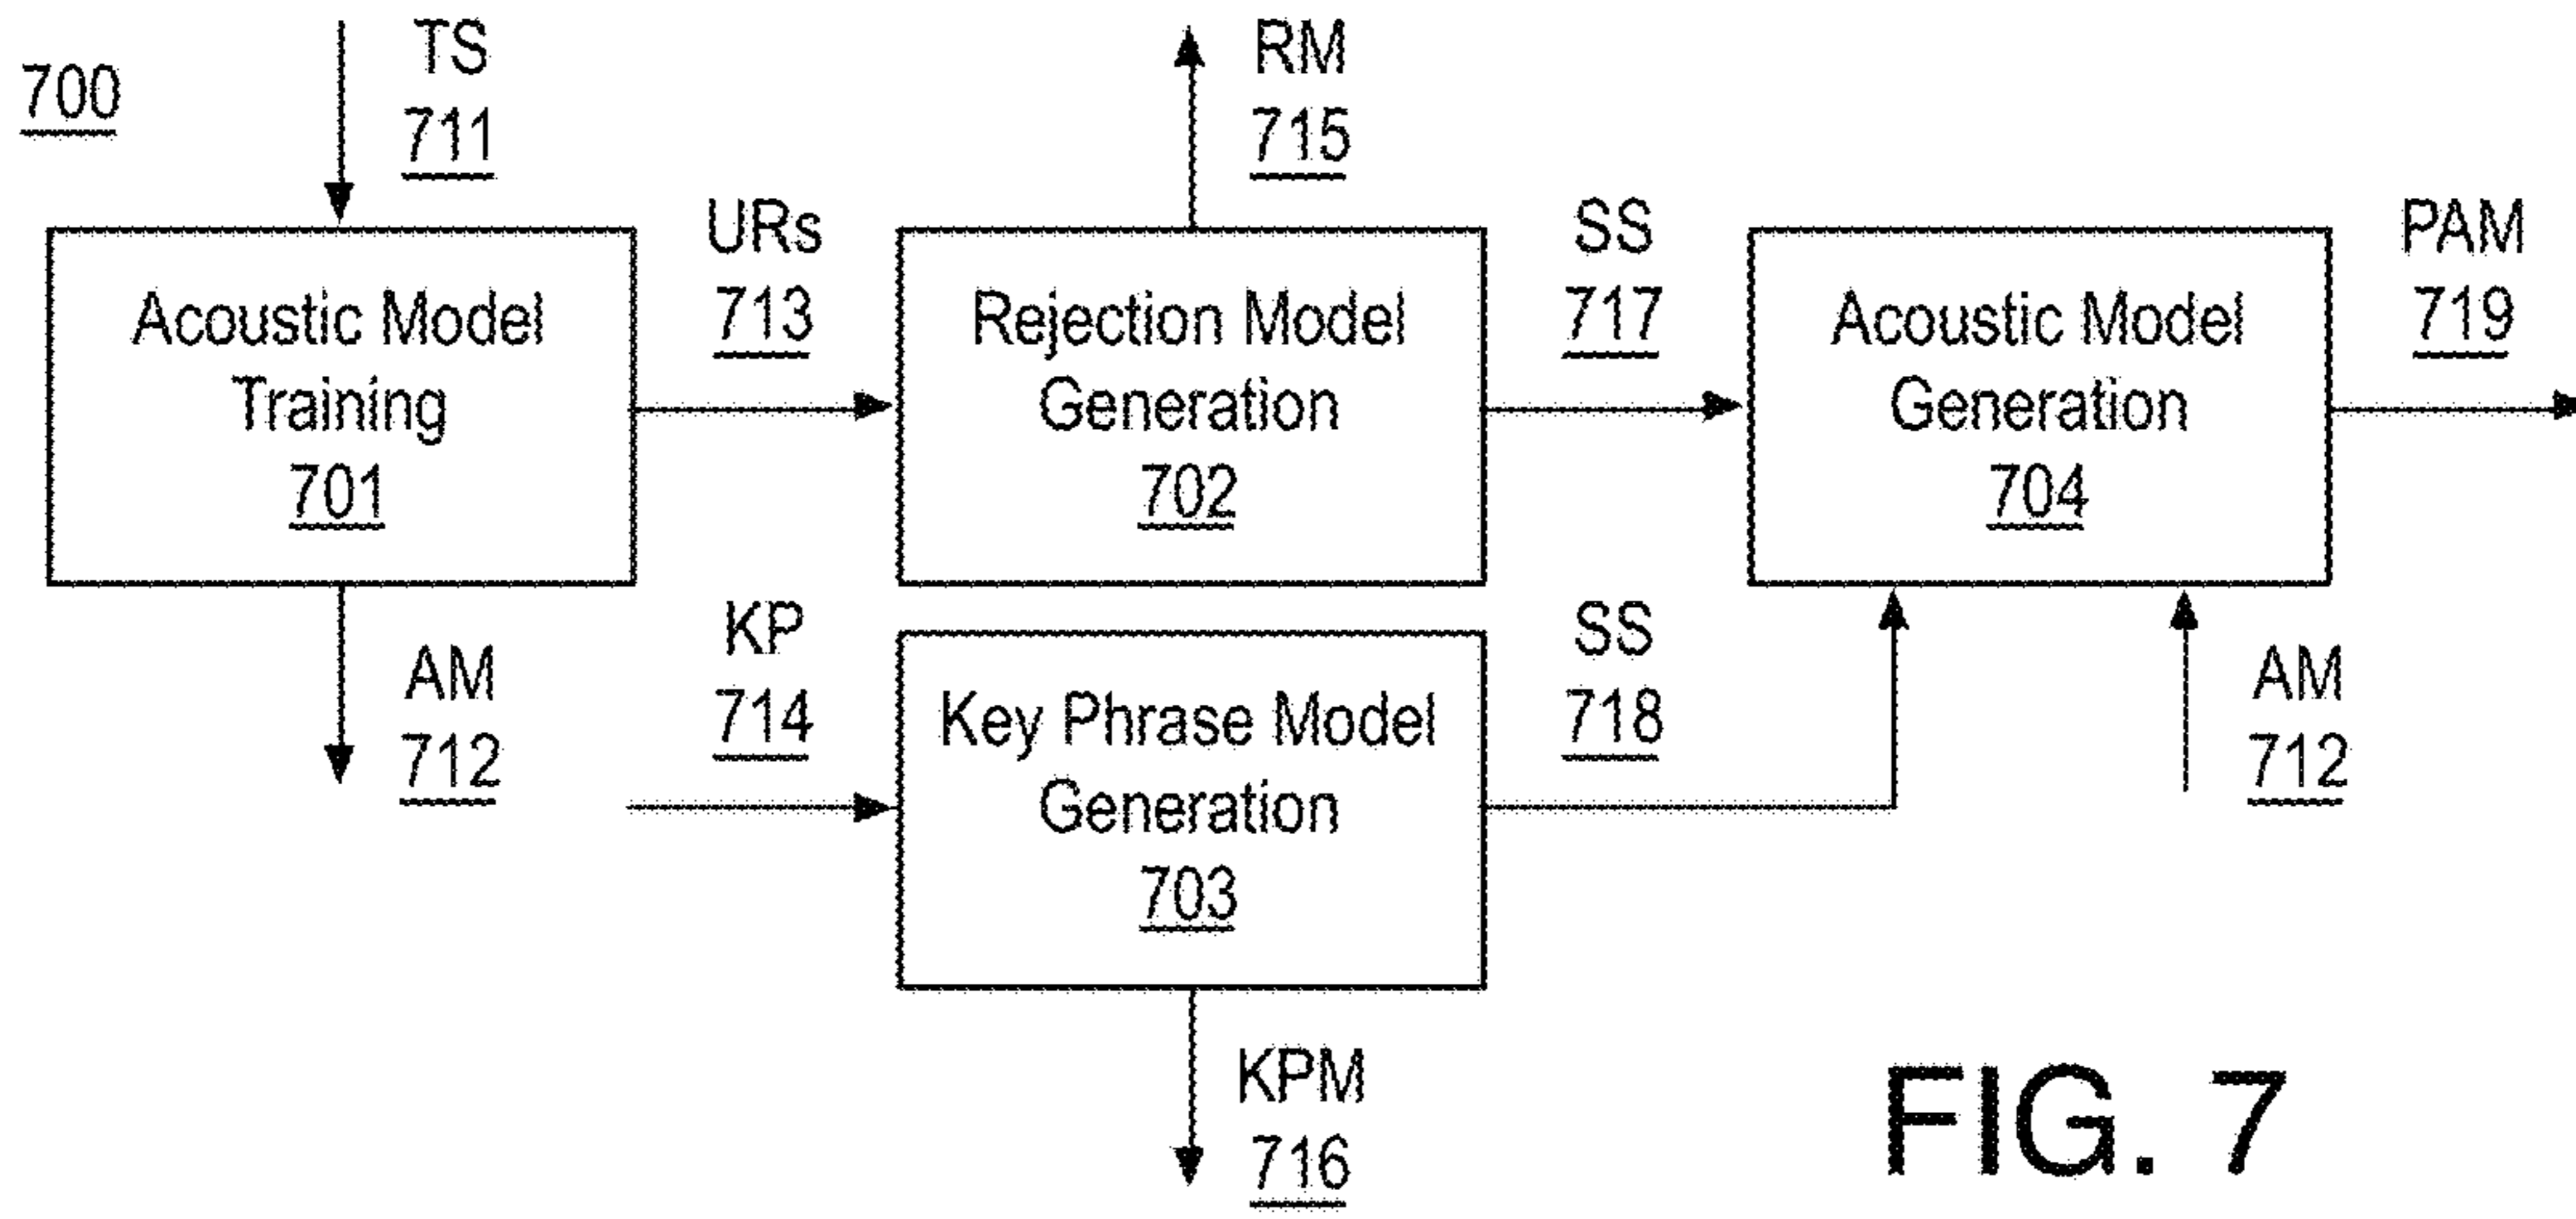 700
TS
711
RM
715
URs
713
SS
717
PAM
719
Acoustic Model
Training
701
Rejection Model
Generation
702
Acoustic Model
Generation
704
AM
712
KP
714
Key Phrase Model
Generation
703
SS
718
AM
712
KPM
716
FIG. 7